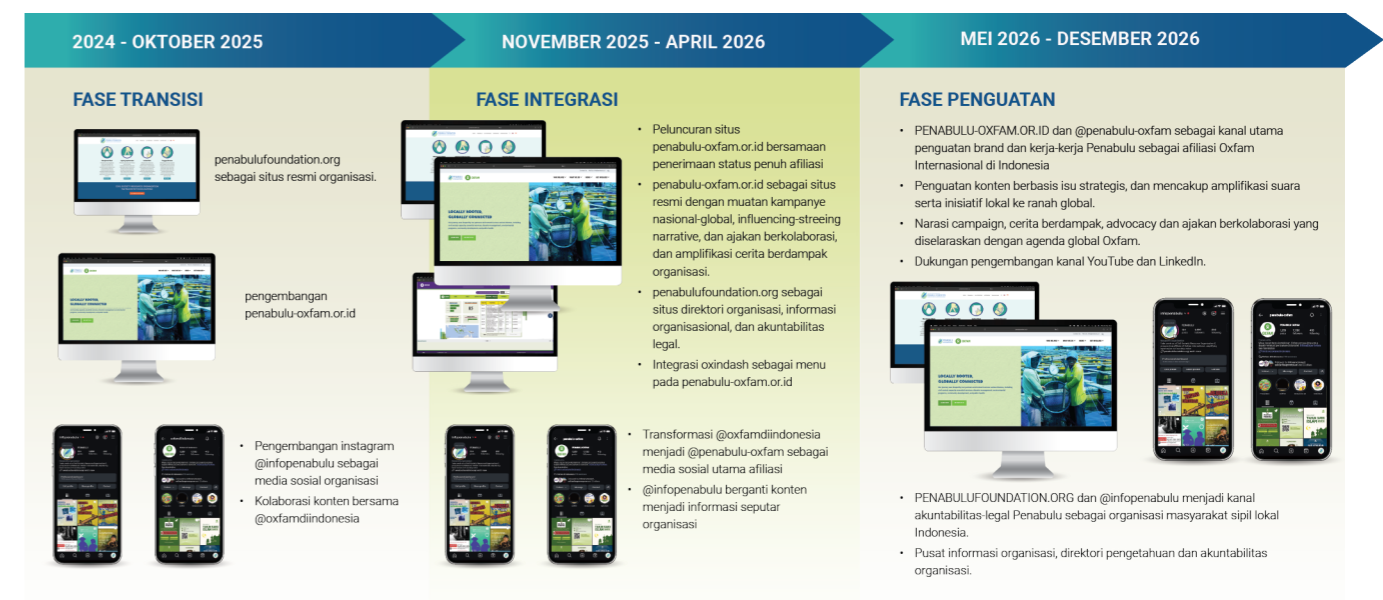 2024 - OKTOBER 2025
NOVEMBER 2025 - APRIL 2026
MEI 2026 - DESEMBER 2026
FASE TRANSISI
penabulufoundation.org
sebagai situs resmi organisasi.
LOCALLY ROOTED,
GLOBALLY CONNECTED
pengembangan
penabulu-oxfam.or.id
• Pengembangan instagram
@infopenabulu sebagai
media sosial organisasi
• Kolaborasi konten bersama
@oxfamdiindonesia
FASE INTEGRASI
LOCALLY ROOTED,
GLOBALLY CONNECTED
• Peluncuran situs
penabulu-oxfam.or.id bersamaan
penerimaan status penuh afiliasi
• penabulu-oxfam.or.id sebagai situs
resmi dengan muatan kampanye
nasional-global, influencing-streeing
narrative, dan ajakan berkolaborasi,
dan amplifikasi cerita berdampak
organisasi.
• penabulufoundation.org sebagai
situs direktori organisasi, informasi
organisasional, dan akuntabilitas
legal.
• Integrasi oxindash sebagai menu
pada penabulu-oxfam.or.id
• Transformasi @oxfamdiindonesia
menjadi @penabulu-oxfam sebagai
media sosial utama afiliasi
• @infopenabulu berganti konten
menjadi informasi seputar
organisasi
FASE PENGUATAN
• PENABULU-OXFAM.OR.ID dan @penabulu-oxfam sebagai kanal utama
penguatan brand dan kerja-kerja Penabulu sebagai afiliasi Oxfam
Internasional di Indonesia
• Penguatan konten berbasis isu strategis, dan mencakup amplifikasi suara
serta inisiatif lokal ke ranah global.
• Narasi campaign, cerita berdampak, advocacy dan ajakan berkolaborasi yang
diselaraskan dengan agenda global Oxfam.
• Dukungan pengembangan kanal YouTube dan LinkedIn.
LOCALLY ROOTED,
GLOBALLY CONNECTED
• PENABULUFOUNDATION.ORG dan @infopenabulu menjadi kanal
akuntabilitas-legal Penabulu sebagai organisasi masyarakat sipil lokal
Indonesia.
• Pusat informasi organisasi, direktori pengetahuan dan akuntabilitas
organisasi.